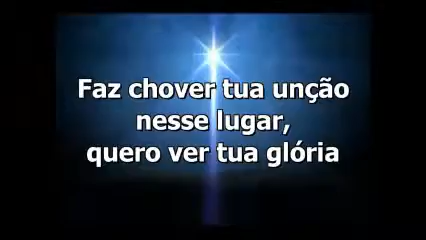 Faz chover tua unção
nesse lugar,
quero ver tua glória